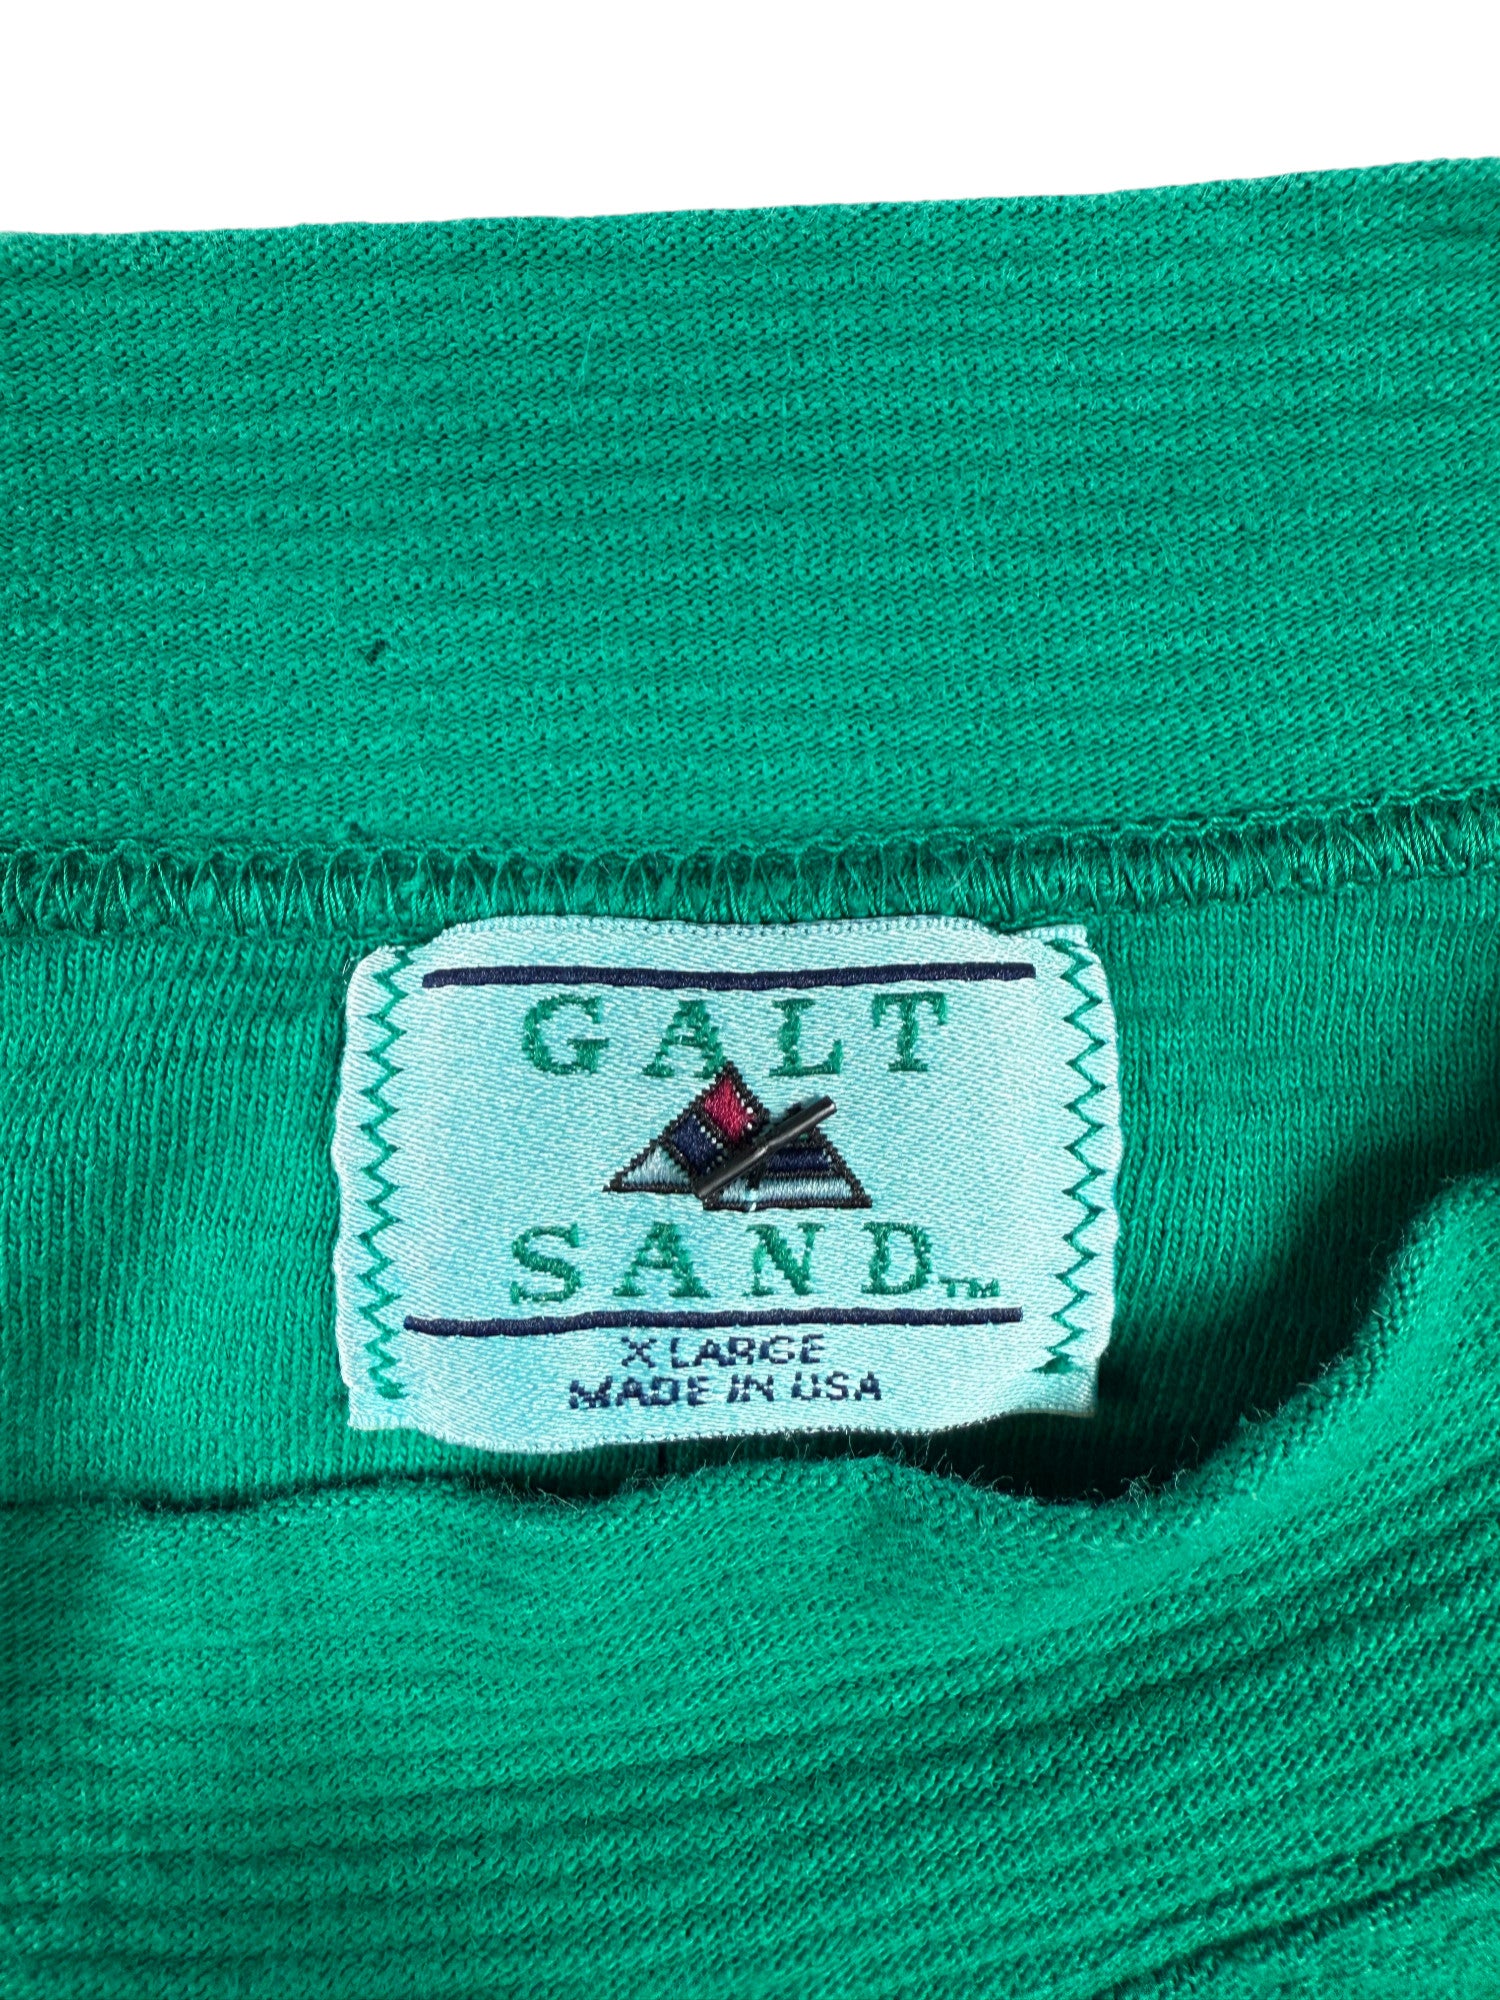 GALT
SAND™
X LARGE
MADE IN USA